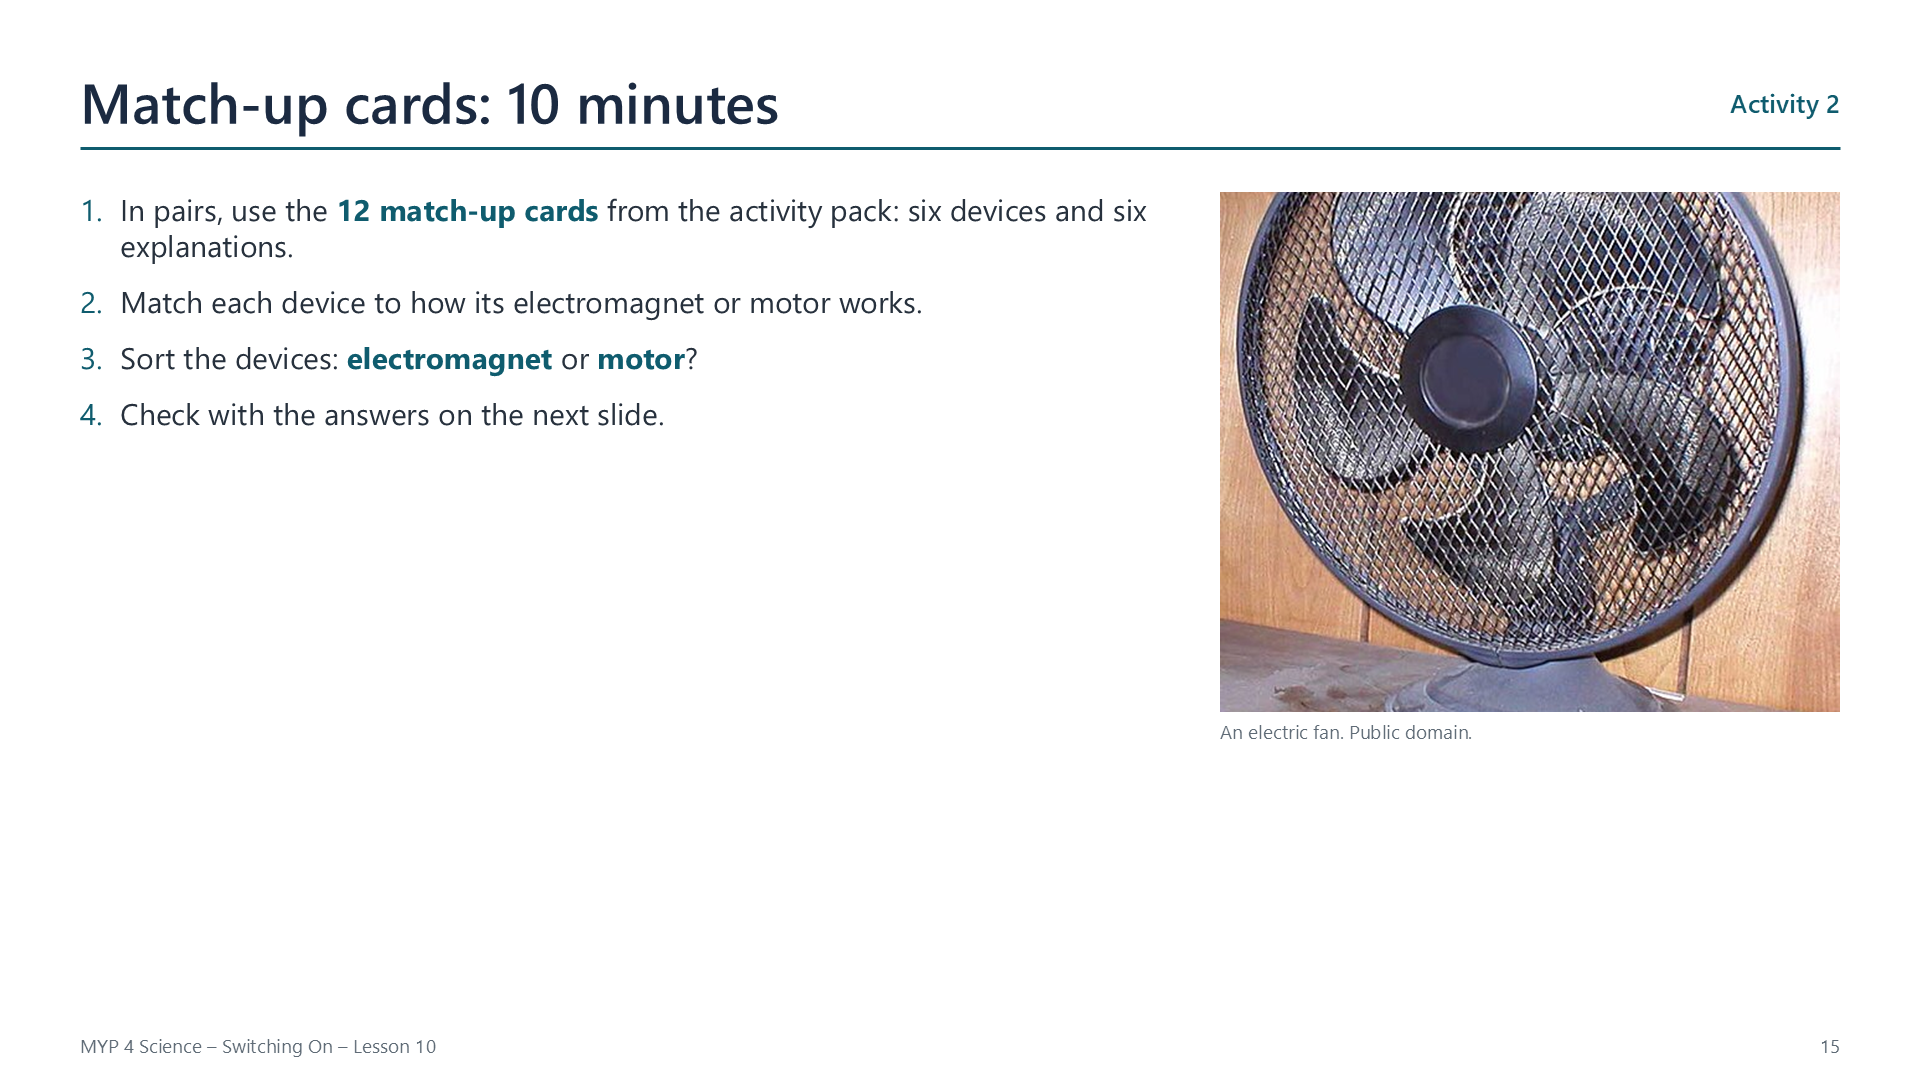 Match-up cards: 10 minutes
Activity 2
1. In pairs, use the 12 match-up cards from the activity pack: six devices and six
explanations.
2. Match each device to how its electromagnet or motor works.
3. Sort the devices: electromagnet or motor?
4. Check with the answers on the next slide.
An electric fan. Public domain.
MYP 4 Science – Switching On – Lesson 10
15